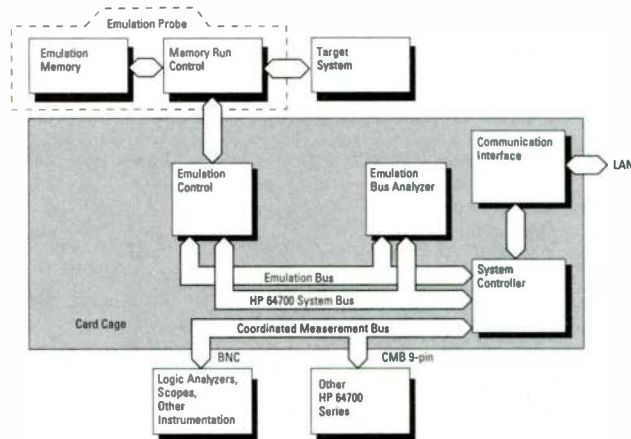 Emulation Probe
Emulation
Memory
Memory Run
Control
Target
System
Communication
Interface
LAN
Emulation
Control
Emulation
Bus Analyzer
Emulation Bus
System
Controller
HP 64700 System Bus
Card Cage
Coordinated Measurement Bus
BNC
CMB 9-pin
Logic Analyzers,
Scopes,
Other
Instrumentation
Other
HP 64700
Series